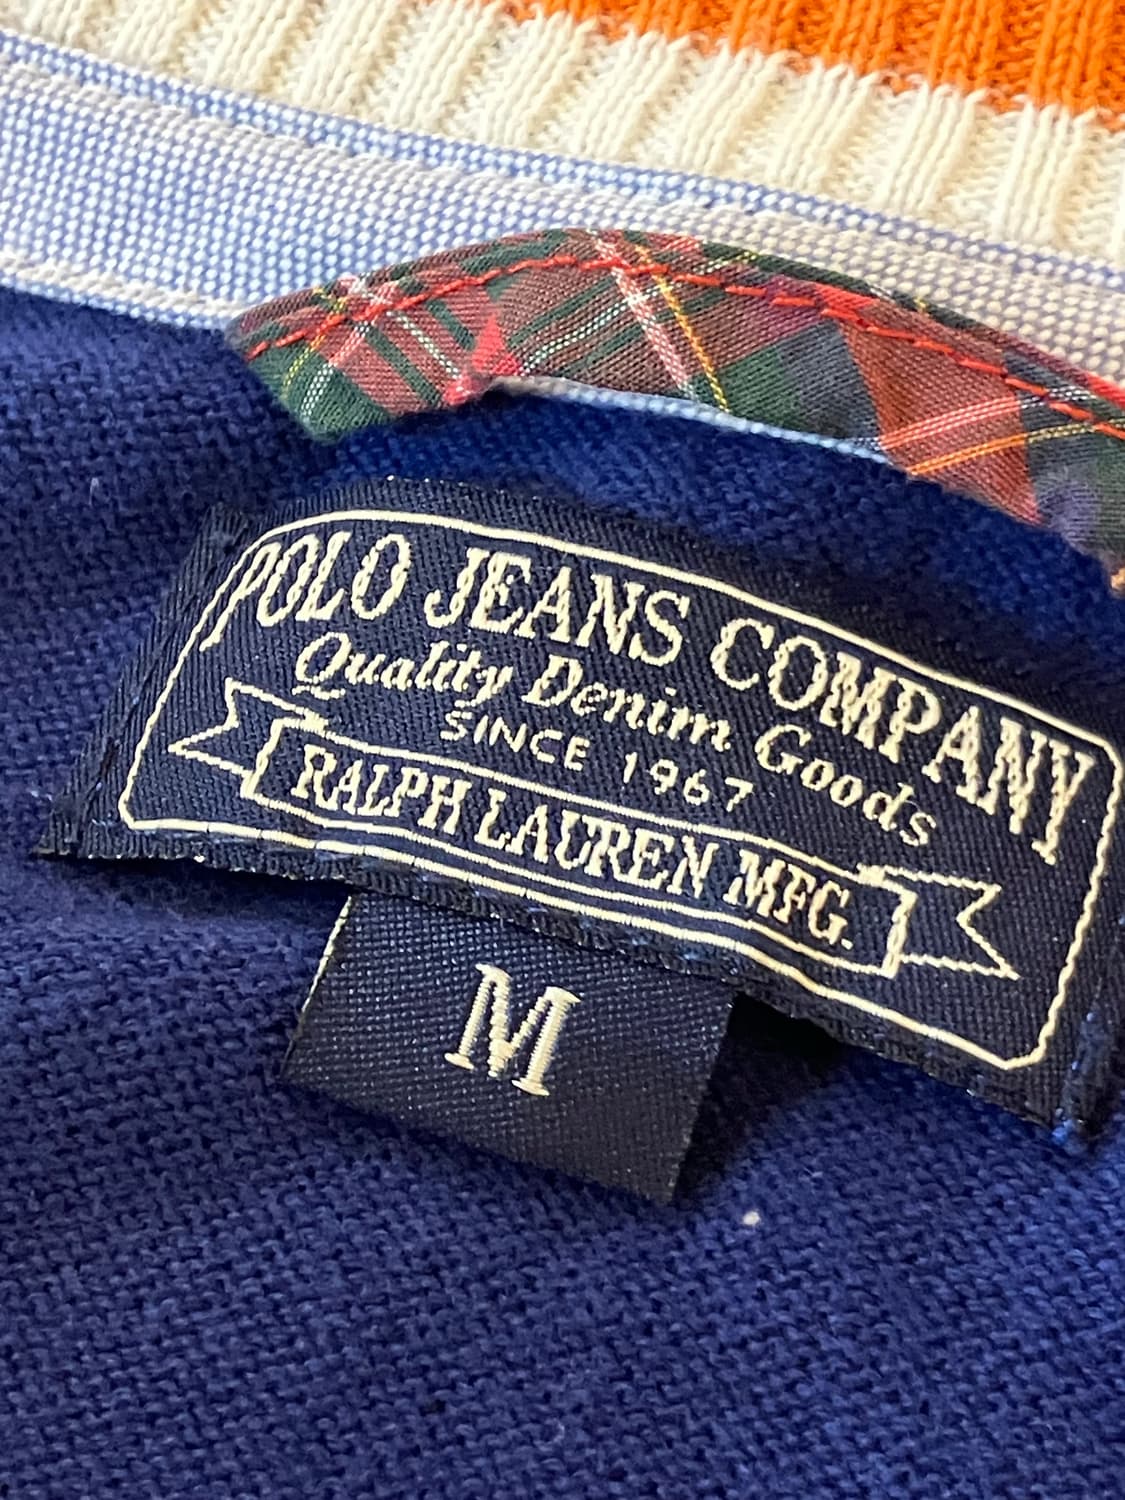 POLO JEANS COMPANY
Quality Denim Goods
SINCE 1967
RALPH LAUREN MFG.
M